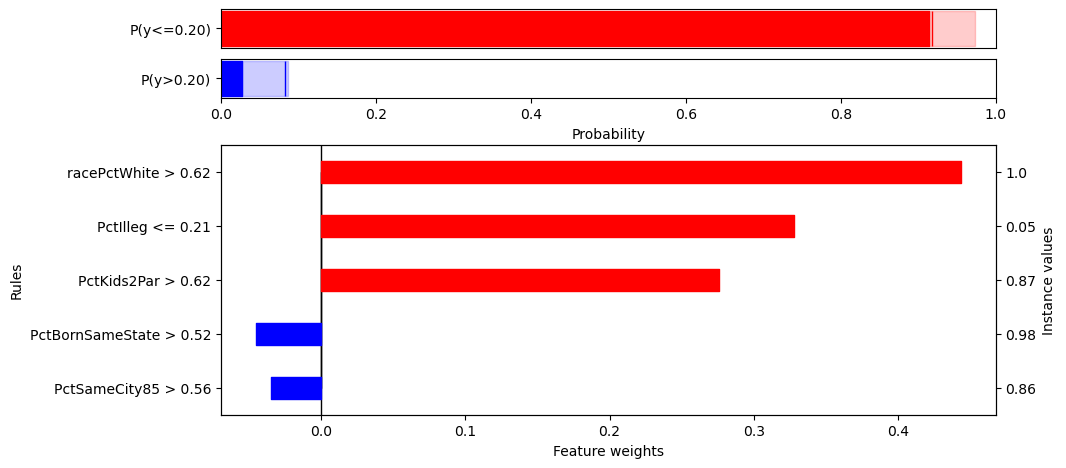 P(y<=0.20)
P(y>0.20)
0.0 0.2 0.4 0.6 0.8 1.0
Probability
racePctWhite > 0.62 1.0
PctIlleg <= 0.21 0.05
PctKids2Par > 0.62 0.87
PctBornSameState > 0.52 0.98
PctSameCity85 > 0.56 0.86
Rules
Instance values
0.0 0.1 0.2 0.3 0.4
Feature weights